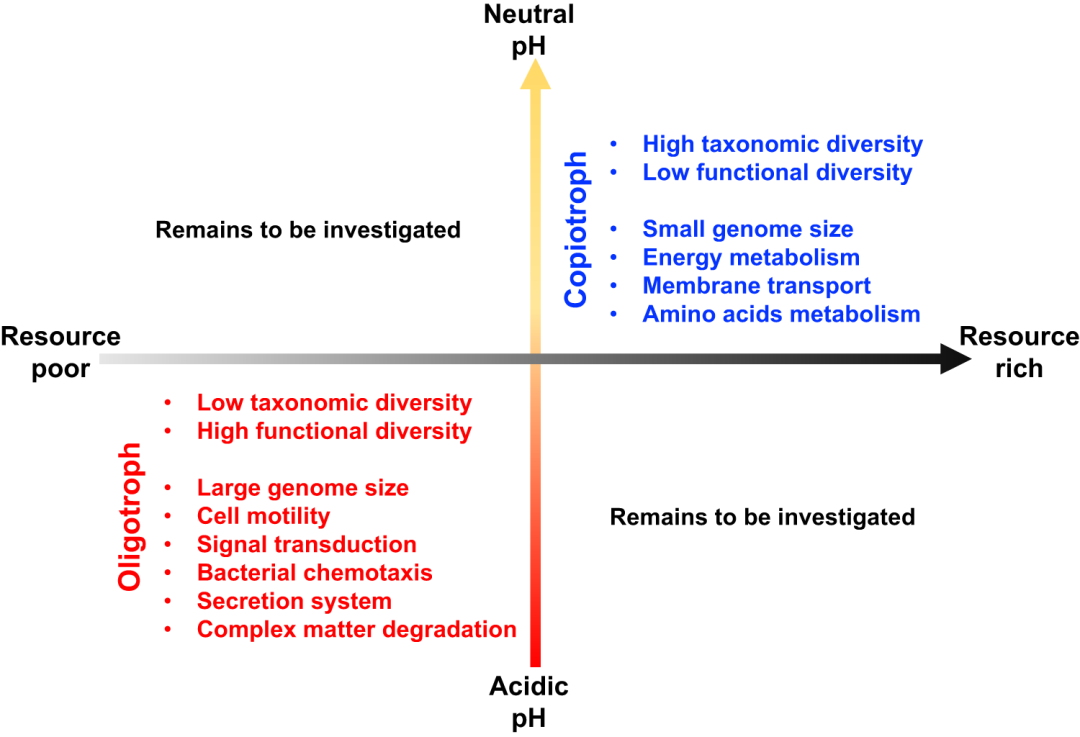 Neutral
pH
Copiotroph
• High taxonomic diversity
• Low functional diversity
• Small genome size
• Energy metabolism
• Membrane transport
• Amino acids metabolism
Remains to be investigated
Resource
poor
Resource
rich
Oligotroph
• Low taxonomic diversity
• High functional diversity
• Large genome size
• Cell motility
• Signal transduction
• Bacterial chemotaxis
• Secretion system
• Complex matter degradation
Remains to be investigated
Acidic
pH